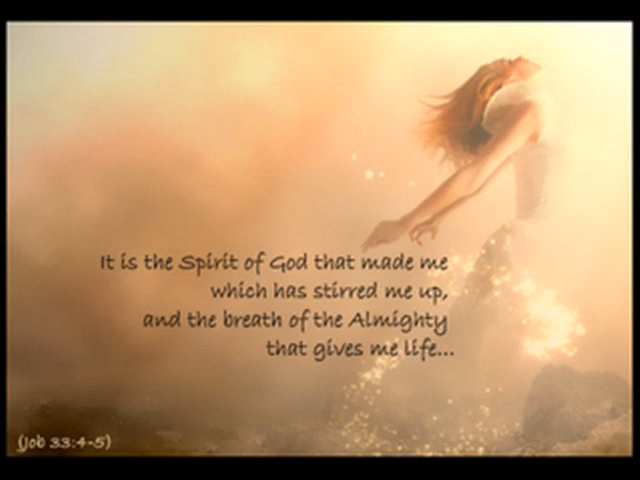 It is the Spirit of God that made me
which has stirred me up,
and the breath of the Almighty
that gives me life...
(Job 33:4-5)